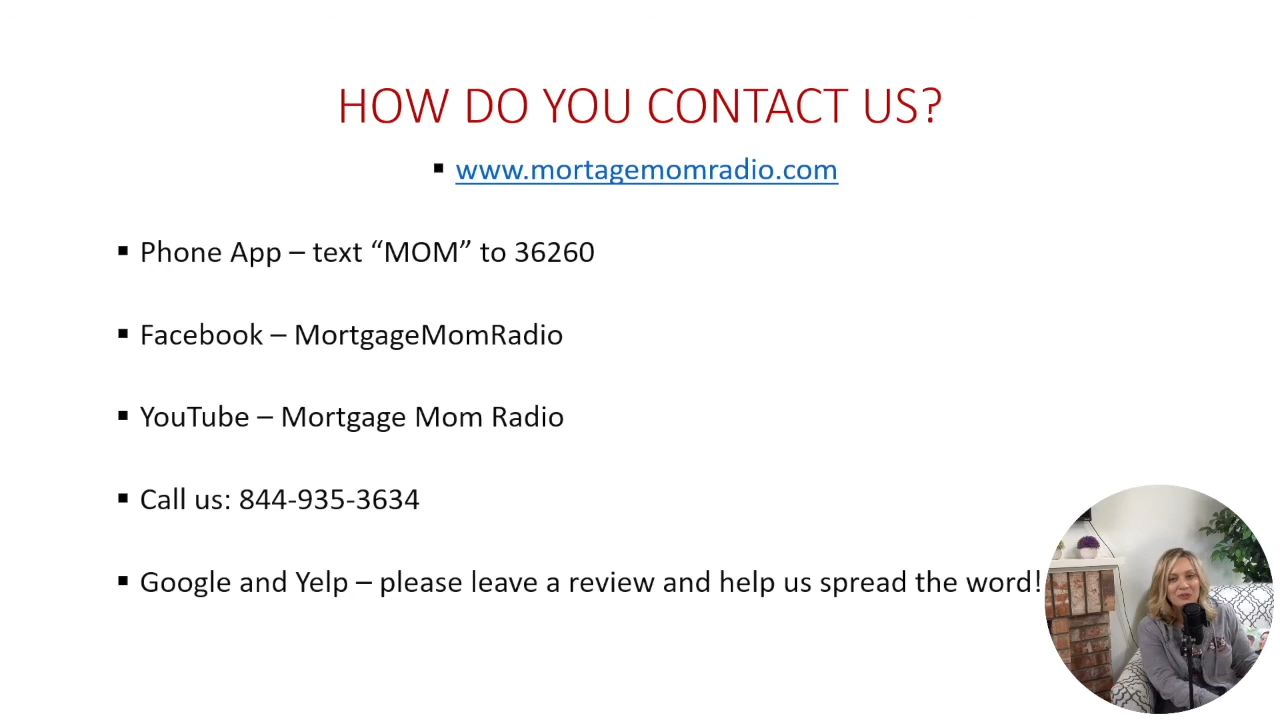 HOW DO YOU CONTACT US?
▪ www.mortagemomradio.com
▪ Phone App – text “MOM” to 36260
▪ Facebook – MortgageMomRadio
▪ YouTube – Mortgage Mom Radio
▪ Call us: 844-935-3634
▪ Google and Yelp – please leave a review and help us spread the word!